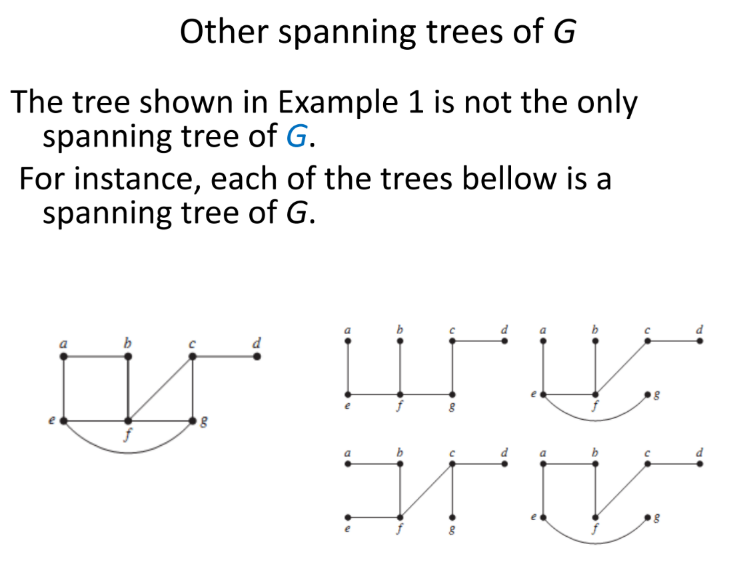 Other spanning trees of G
The tree shown in Example 1 is not the only
spanning tree of G.
For instance, each of the trees bellow is a
spanning tree of G.
a b c d
e f g
a b c d
e f g
a b c d
e f g
a b c d
e f g
a b c d
e f g